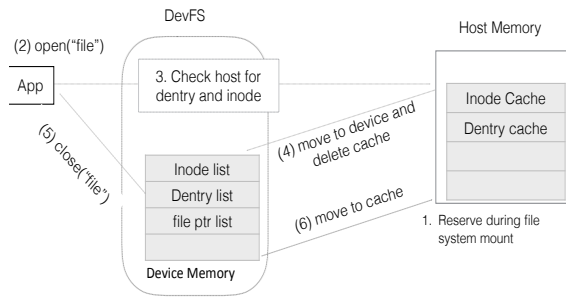 DevFS
Host Memory
(2) open("file")
App
3. Check host for
dentry and inode
Inode Cache
Dentry cache
(4) move to device and
delete cache
(5) close("file")
Inode list
Dentry list
file ptr list
(6) move to cache
1. Reserve during file
system mount
Device Memory